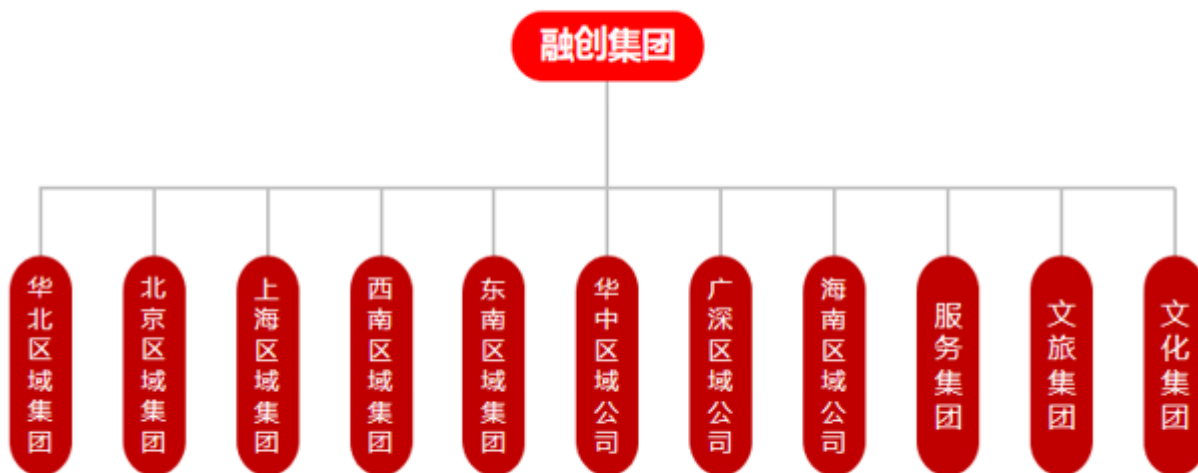 融创集团
华北区域集团
北京区域集团
上海区域集团
西南区域集团
东南区域集团
华中区域公司
广深区域公司
海南区域公司
服务集团
文旅集团
文化集团